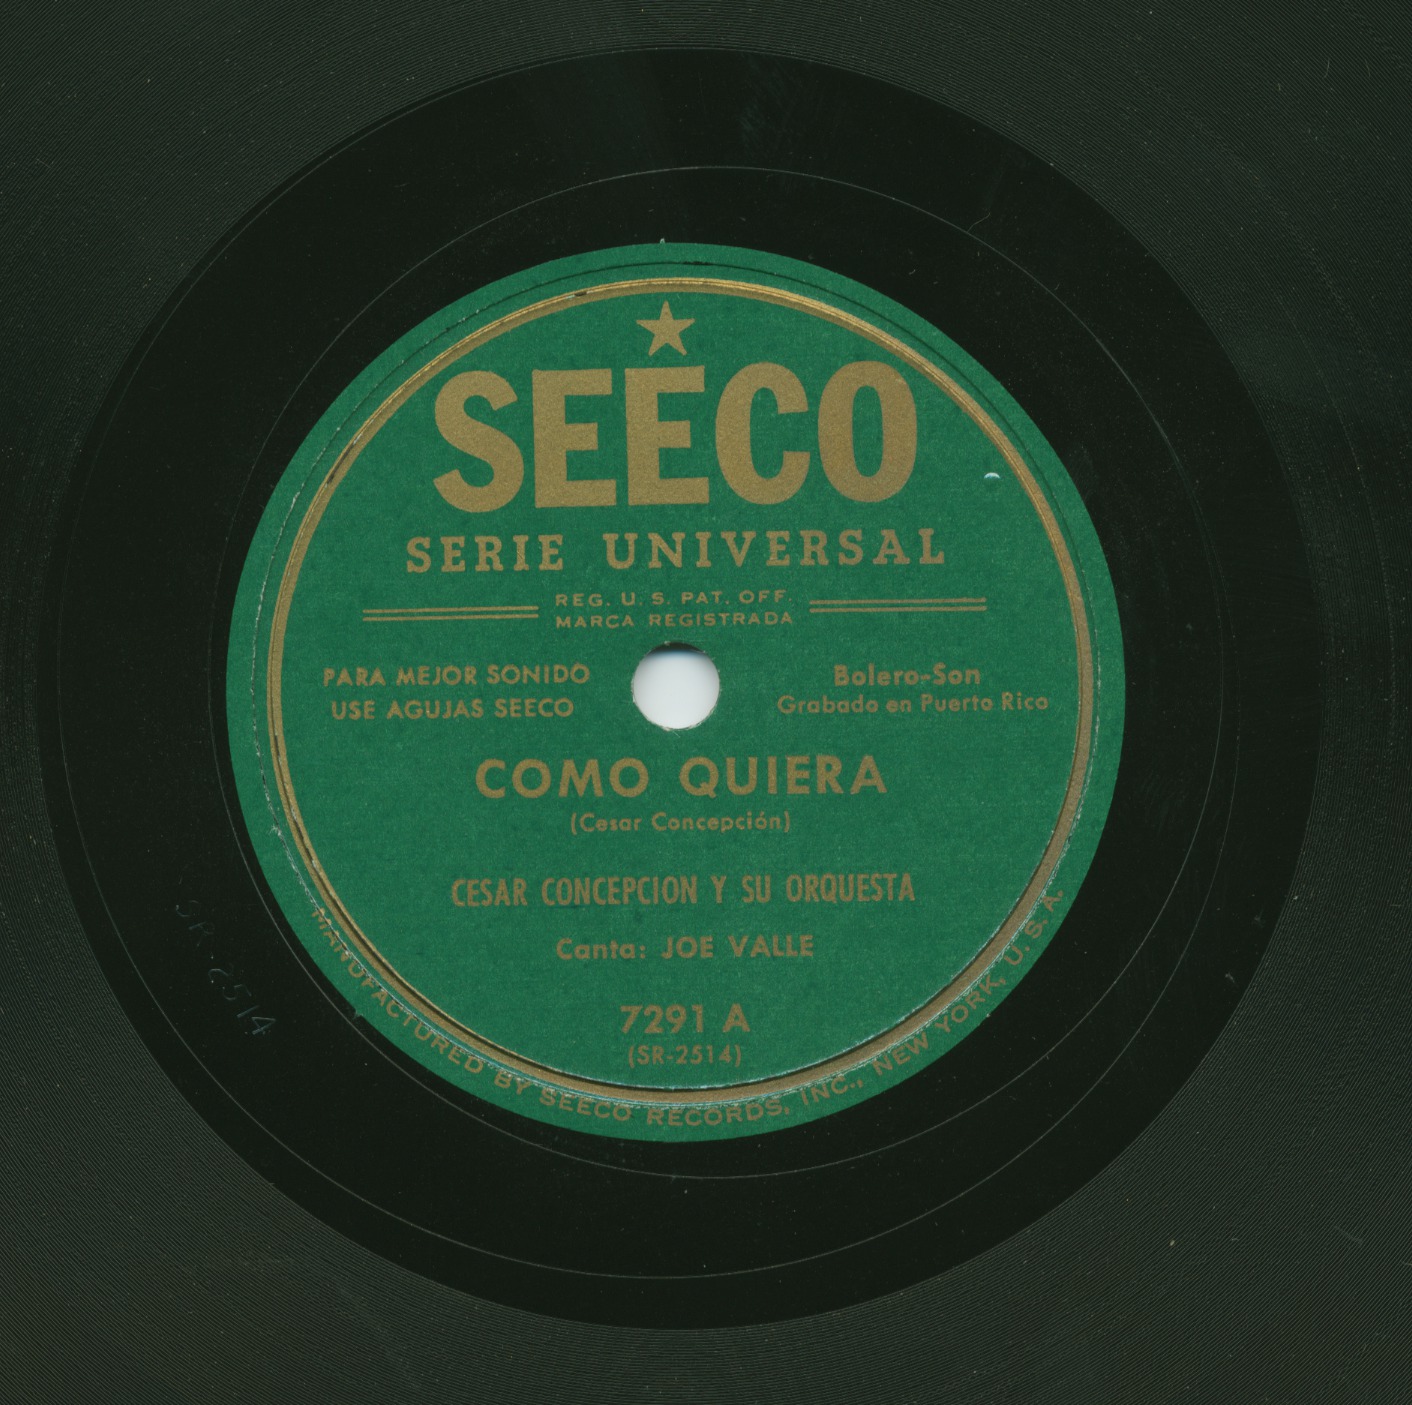 SEECO
SERIE UNIVERSAL
REG. U. S. PAT. OFF.
MARCA REGISTRADA
PARA MEJOR SONIDO
USE AGUJAS SEECO
Bolero-Son
Grabado en Puerto Rico
COMO QUIERA
(Cesar Concepción)
CESAR CONCEPCION Y SU ORQUESTA
Canta: JOE VALLE
7291 A
(SR-2514)
MANUFACTURED BY SEECO RECORDS, INC., NEW YORK, U. S. A.
SR-2514